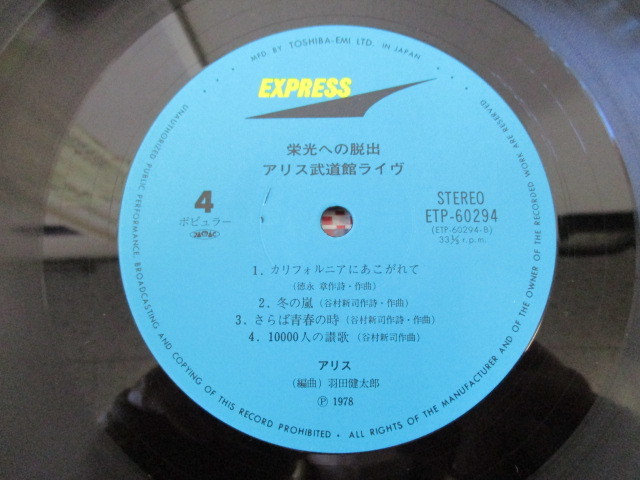 MFD. BY TOSHIBA-EMI LTD. IN JAPAN
EXPRESS
栄光への脱出
アリス武道館ライヴ
4
ポピュラー
STEREO
ETP-60294
(ETP-60294-B)
33⅓ r.p.m.
1. カリフォルニアにあこがれて
(徳永 章作詩・作曲)
2. 冬の嵐 (谷村新司作詩・作曲)
3. さらば青春の時 (谷村新司作詩・作曲)
4. 10000人の讃歌 (谷村新司作曲)
アリス
(編曲) 羽田健太郎
Ⓟ 1978
UNAUTHORIZED PUBLIC PERFORMANCE, BROADCASTING AND COPYING OF THIS RECORD PROHIBITED • ALL RIGHTS OF THE MANUFACTURER AND OF THE OWNER OF THE RECORDED WORK ARE RESERVED